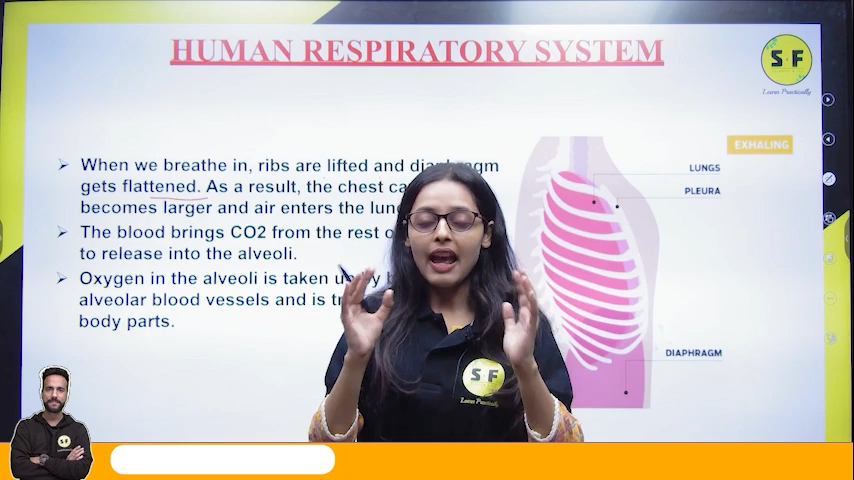 HUMAN RESPIRATORY SYSTEM
S F
Learn Practically
EXHALING
➢ When we breathe in, ribs are lifted and
gets flattened. As a result, the chest
becomes larger and air enters the
➢ The blood brings CO2 from the rest
to release into the alveoli.
➢ Oxygen in the alveoli is taken
alveolar blood vessels and is
body parts.
LUNGS
PLEURA
DIAPHRAGM
S F
Learn Practically
S F